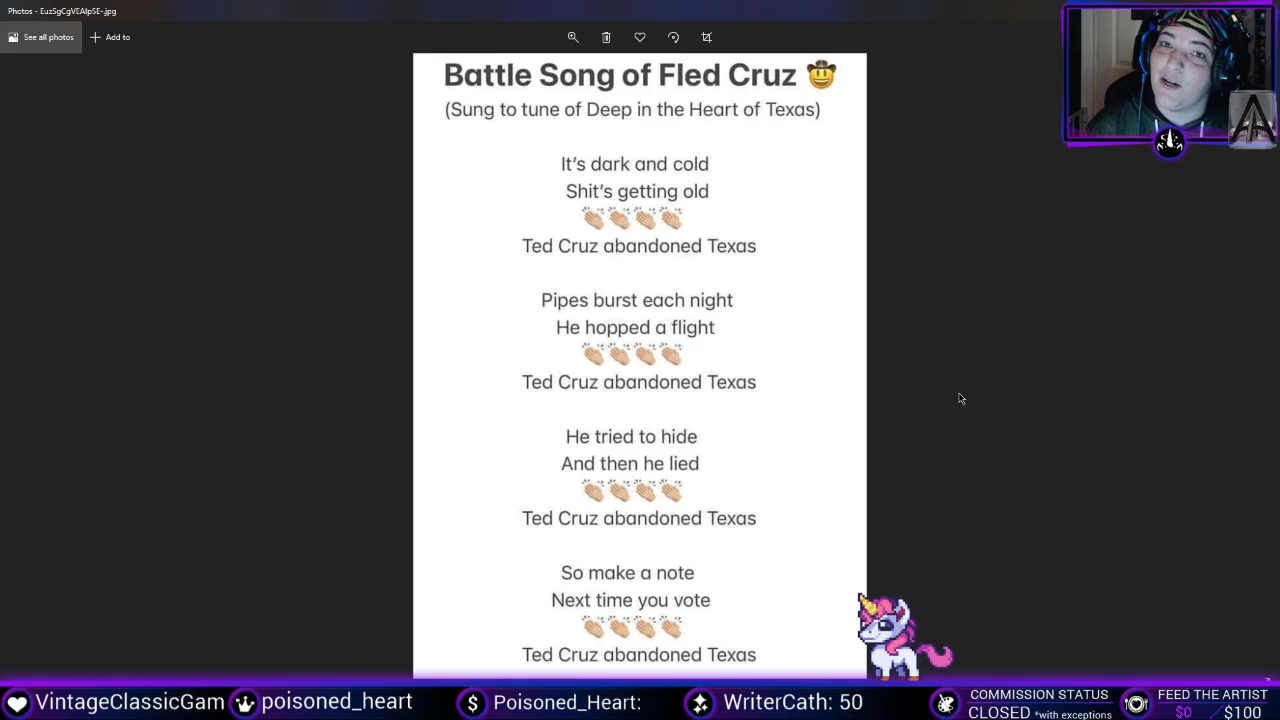 Photos - EuzSgCgVEAIpSE-.jpg
See all photos
Add to
Battle Song of Fled Cruz 🤠
(Sung to tune of Deep in the Heart of Texas)
It's dark and cold
Shit's getting old
👏🏼👏🏼👏🏼👏🏼
Ted Cruz abandoned Texas
Pipes burst each night
He hopped a flight
👏🏼👏🏼👏🏼👏🏼
Ted Cruz abandoned Texas
He tried to hide
And then he lied
👏🏼👏🏼👏🏼👏🏼
Ted Cruz abandoned Texas
So make a note
Next time you vote
👏🏼👏🏼👏🏼👏🏼
Ted Cruz abandoned Texas
VintageClassicGam
poisoned_heart
Poisoned_Heart:
WriterCath: 50
COMMISSION STATUS
CLOSED *with exceptions
FEED THE ARTIST
$0 $100